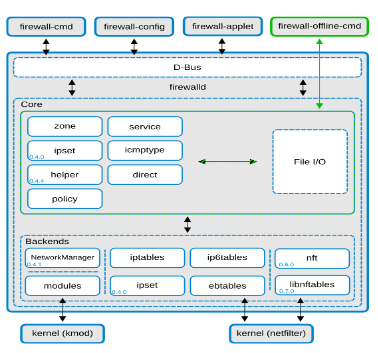 firewall-cmd firewall-config firewall-applet firewall-offline-cmd
D-Bus
firewalld
Core
zone service
ipset icmptype
0.4.0
helper direct
0.4.4
policy
File I/O
Backends
NetworkManager iptables ip6tables nft
0.4.1 0.6.0
modules ipset ebtables libnftables
0.4.0 0.7.0
kernel (kmod) kernel (netfilter)